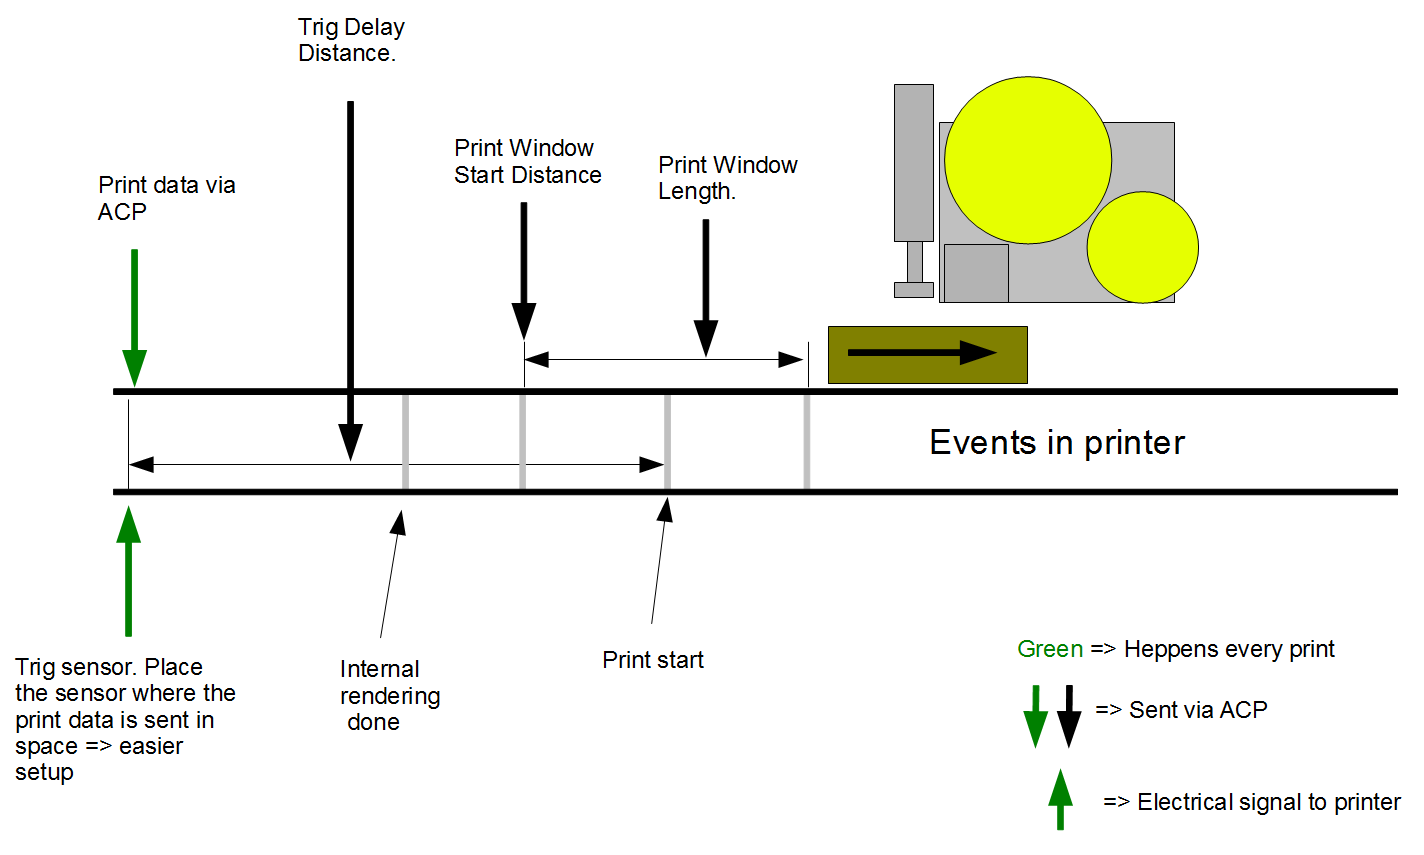 Trig Delay
Distance.
Print Window
Start Distance
Print Window
Length.
Print data via
ACP
Events in printer
Trig sensor. Place
the sensor where the
print data is sent in
space => easier
setup
Internal
rendering
done
Print start
Green => Heppens every print
=> Sent via ACP
=> Electrical signal to printer